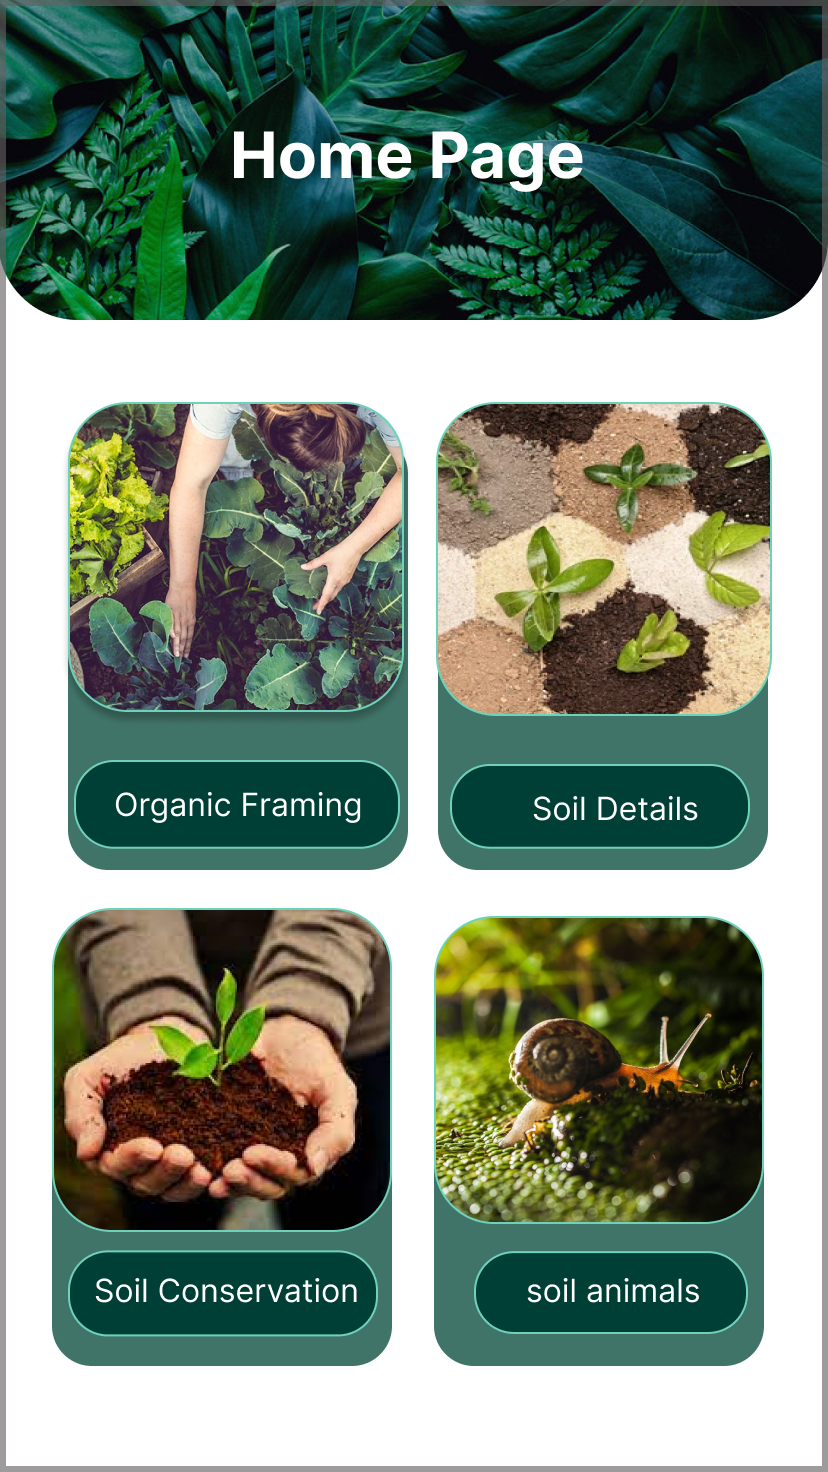 Home Page
Organic Framing
Soil Details
Soil Conservation
soil animals